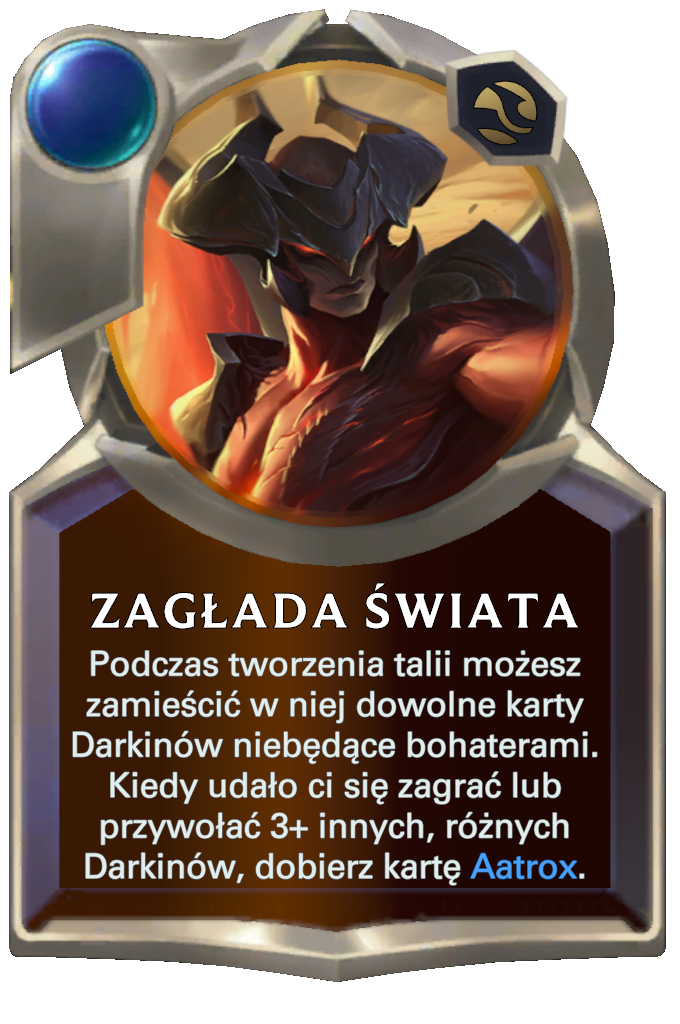 ZAGŁADA ŚWIATA
Podczas tworzenia talii możesz
zamieścić w niej dowolne karty
Darkinów niebędące bohaterami.
Kiedy udało ci się zagrać lub
przywołać 3+ innych, różnych
Darkinów, dobierz kartę Aatrox.